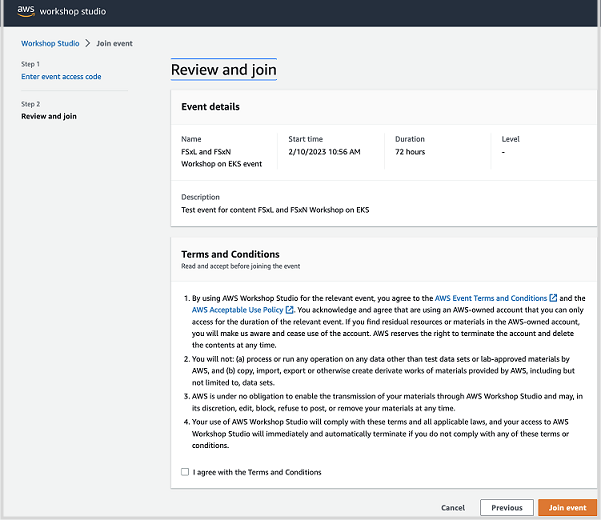 aws workshop studio
Workshop Studio > Join event
Step 1
Enter event access code
Step 2
Review and join
Review and join
Event details
Name
FSxL and FSxN
Workshop on EKS event
Start time
2/10/2023 10:56 AM
Duration
72 hours
Level
-
Description
Test event for content FSxL and FSxN Workshop on EKS
Terms and Conditions
Read and accept before joining the event
1. By using AWS Workshop Studio for the relevant event, you agree to the AWS Event Terms and Conditions and the
AWS Acceptable Use Policy. You acknowledge and agree that are using an AWS-owned account that you can only
access for the duration of the relevant event. If you find residual resources or materials in the AWS-owned account,
you will make us aware and cease use of the account. AWS reserves the right to terminate the account and delete
the contents at any time.
2. You will not: (a) process or run any operation on any data other than test data sets or lab-approved materials by
AWS, and (b) copy, import, export or otherwise create derivate works of materials provided by AWS, including but
not limited to, data sets.
3. AWS is under no obligation to enable the transmission of your materials through AWS Workshop Studio and may, in
its discretion, edit, block, refuse to post, or remove your materials at any time.
4. Your use of AWS Workshop Studio will comply with these terms and all applicable laws, and your access to AWS
Workshop Studio will immediately and automatically terminate if you do not comply with any of these terms or
conditions.
I agree with the Terms and Conditions
Cancel
Previous
Join event